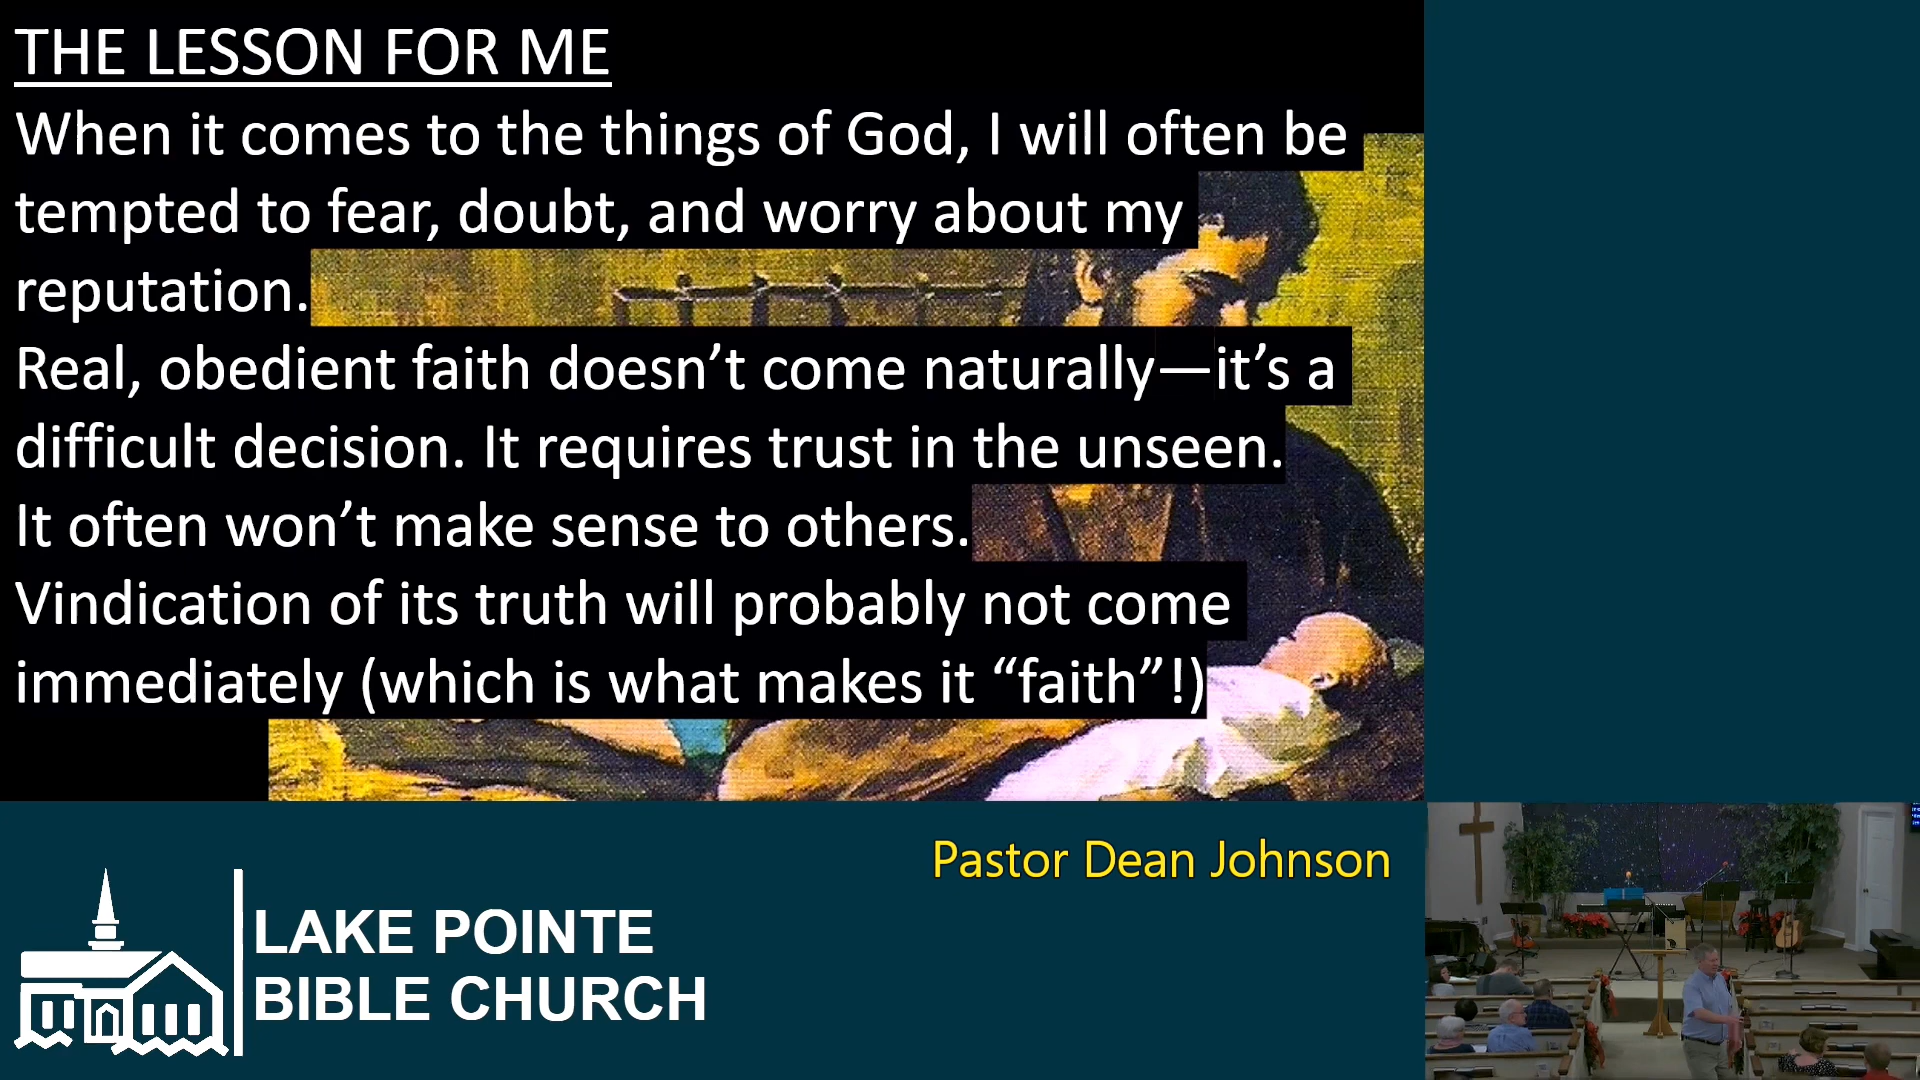 THE LESSON FOR ME
When it comes to the things of God, I will often be
tempted to fear, doubt, and worry about my
reputation.
Real, obedient faith doesn’t come naturally—it’s a
difficult decision. It requires trust in the unseen.
It often won’t make sense to others.
Vindication of its truth will probably not come
immediately (which is what makes it “faith”!)
Pastor Dean Johnson
LAKE POINTE
BIBLE CHURCH